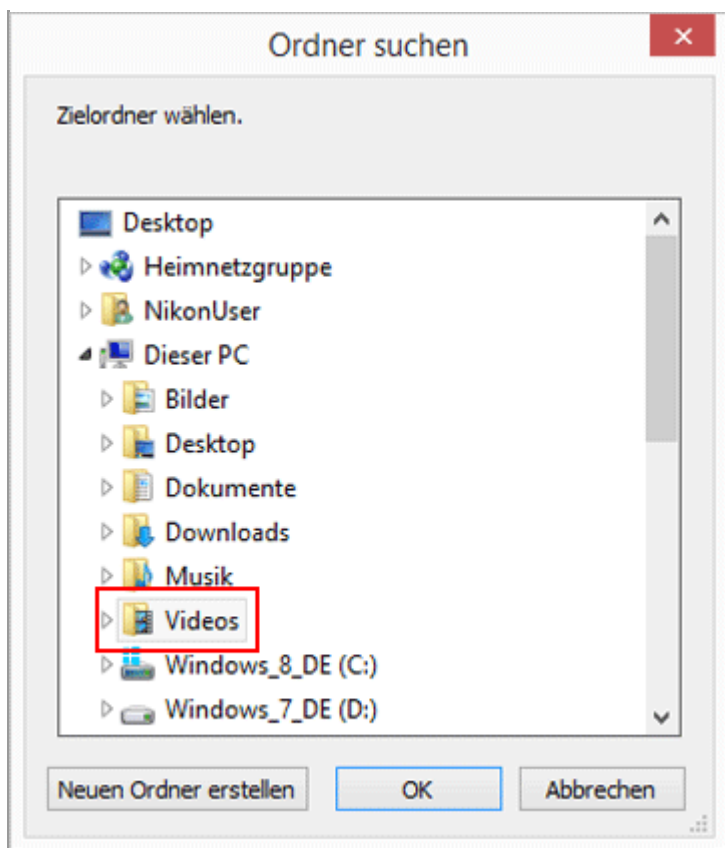 Ordner suchen
Zielordner wählen.
Desktop
Heimnetzgruppe
NikonUser
Dieser PC
Bilder
Desktop
Dokumente
Downloads
Musik
Videos
Windows_8_DE (C:)
Windows_7_DE (D:)
Neuen Ordner erstellen OK Abbrechen